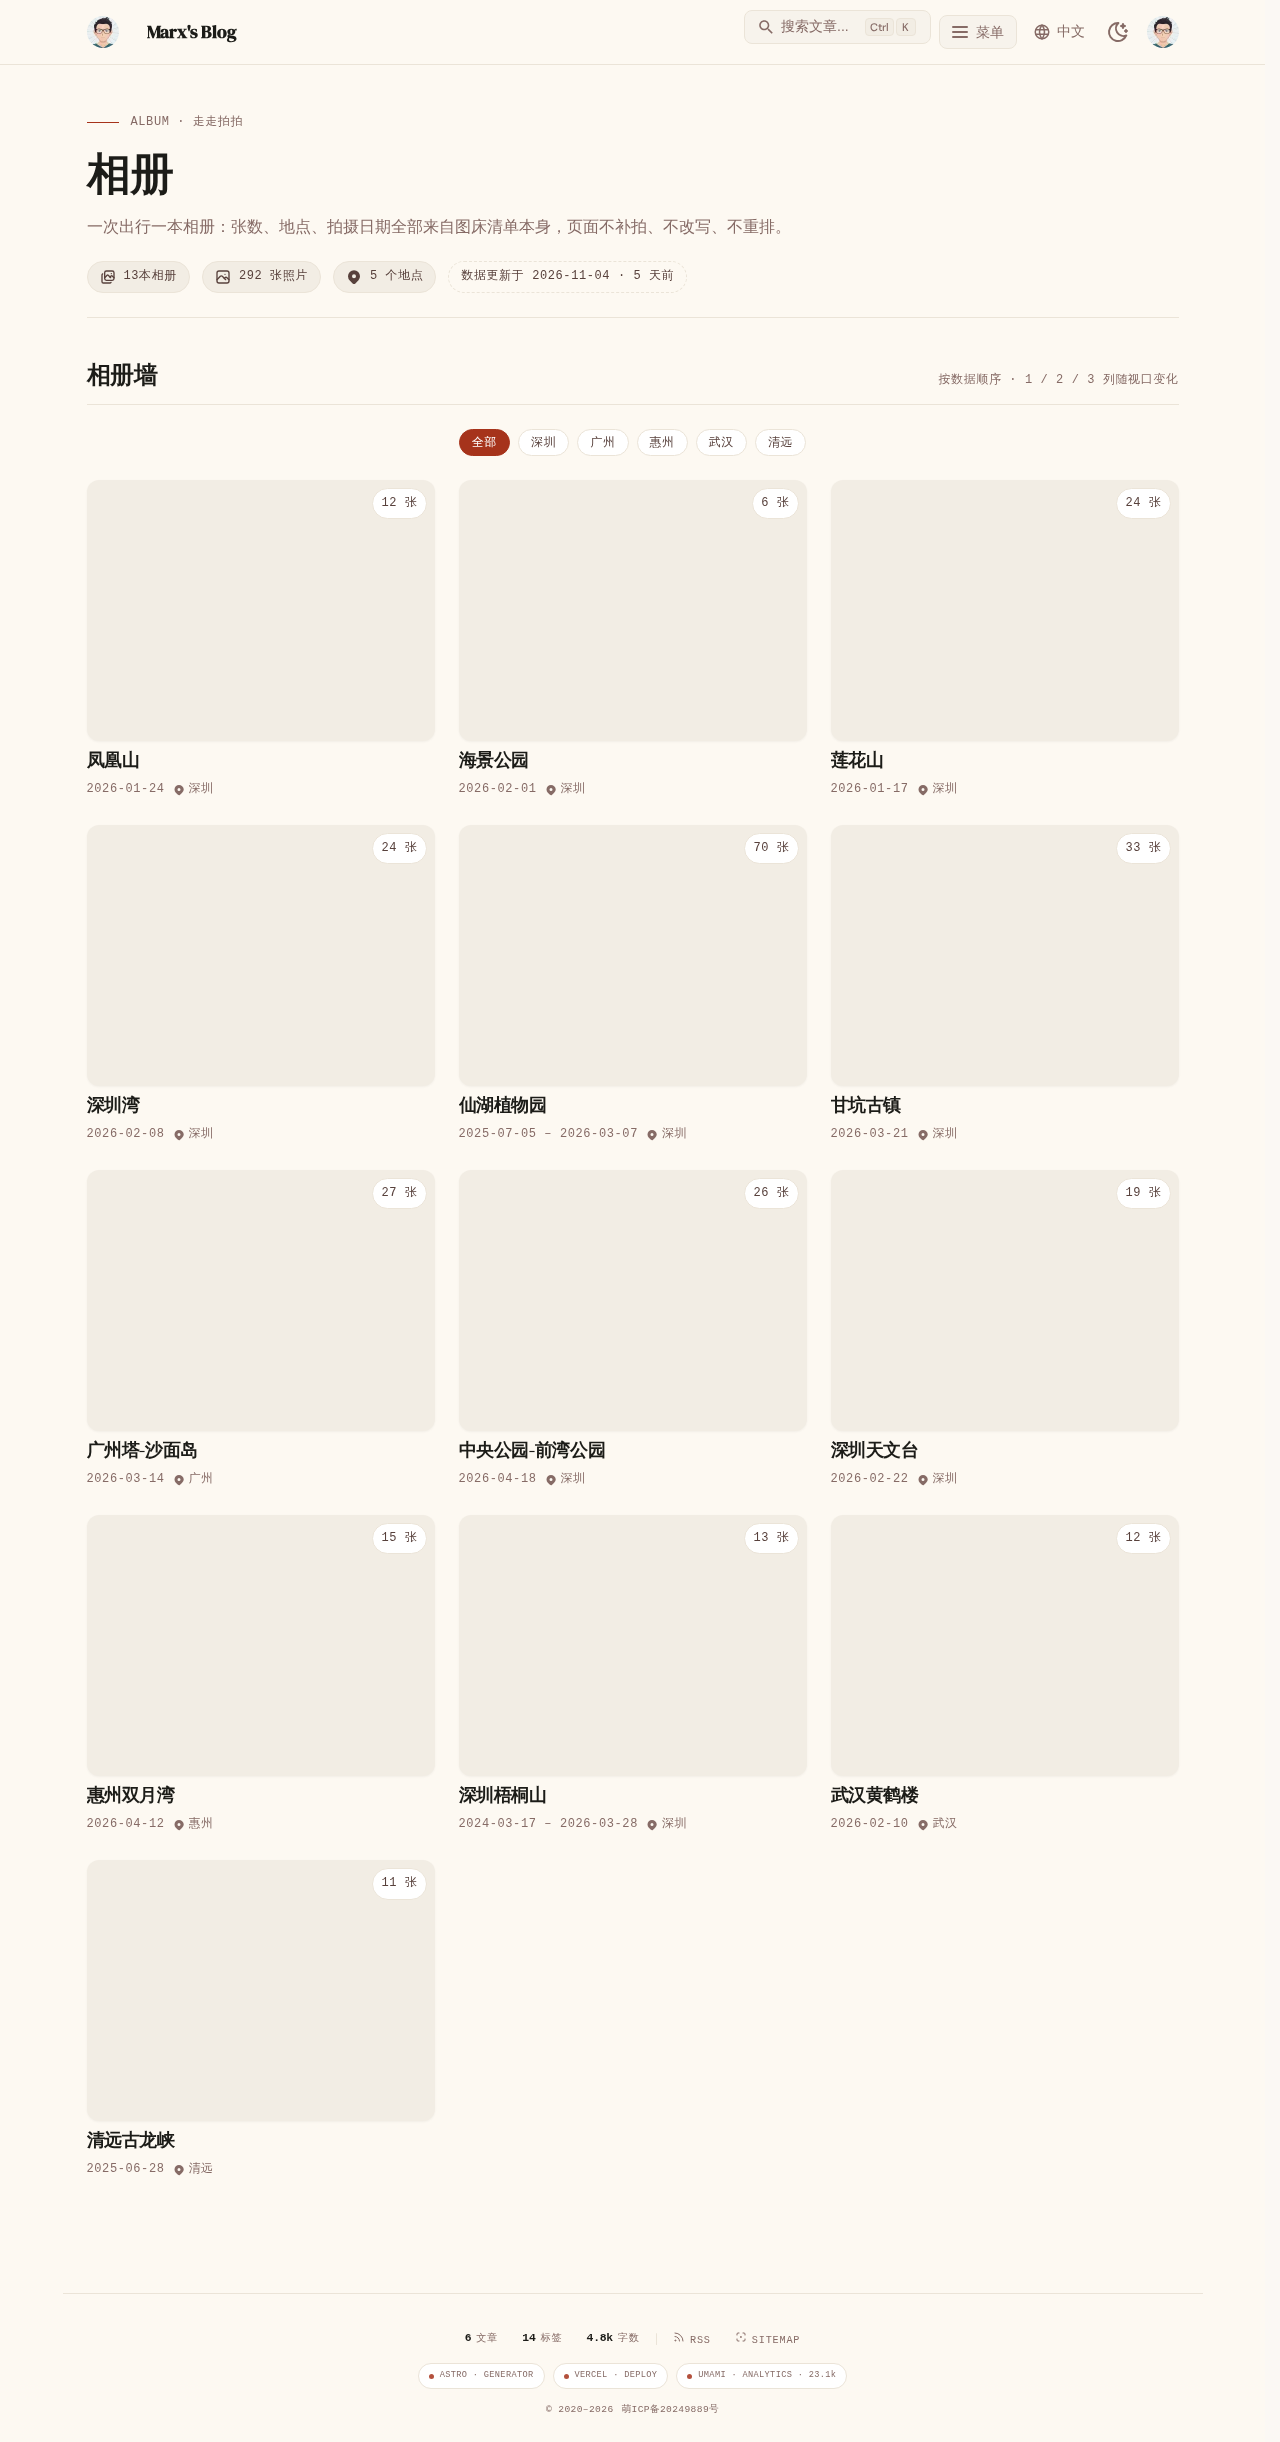 Marx's Blog
搜索文章... Ctrl K
菜单
中文
ALBUM · 走走拍拍
相册
一次出行一本相册：张数、地点、拍摄日期全部来自图床清单本身，页面不补拍、不改写、不重排。
13本相册 292 张照片 5 个地点 数据更新于 2026-11-04 · 5 天前
相册墙
按数据顺序 · 1 / 2 / 3 列随视口变化
全部 深圳 广州 惠州 武汉 清远
12 张
凤凰山
2026-01-24 深圳
6 张
海景公园
2026-02-01 深圳
24 张
莲花山
2026-01-17 深圳
24 张
深圳湾
2026-02-08 深圳
70 张
仙湖植物园
2025-07-05 – 2026-03-07 深圳
33 张
甘坑古镇
2026-03-21 深圳
27 张
广州塔-沙面岛
2026-03-14 广州
26 张
中央公园-前湾公园
2026-04-18 深圳
19 张
深圳天文台
2026-02-22 深圳
15 张
惠州双月湾
2026-04-12 惠州
13 张
深圳梧桐山
2024-03-17 – 2026-03-28 深圳
12 张
武汉黄鹤楼
2026-02-10 武汉
11 张
清远古龙峡
2025-06-28 清远
6 文章 14 标签 4.8k 字数 RSS SITEMAP
ASTRO · GENERATOR VERCEL · DEPLOY UMAMI · ANALYTICS · 23.1k
© 2020–2026 萌ICP备20249889号